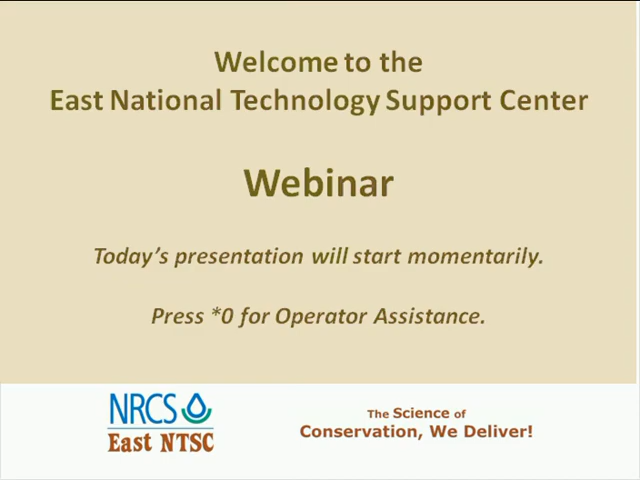 Welcome to the
East National Technology Support Center
Webinar
Today's presentation will start momentarily.
Press *0 for Operator Assistance.
NRCS
East NTSC
The Science of
Conservation, We Deliver!